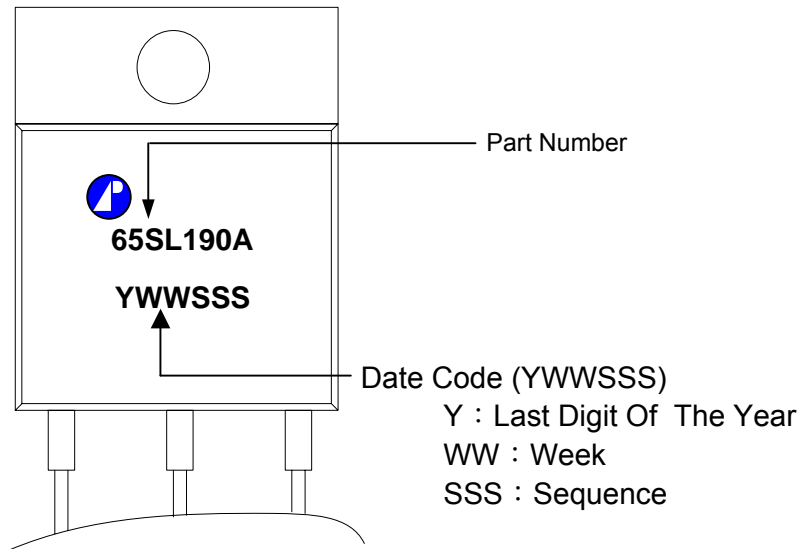 Part Number
65SL190A
YWWSSS
Date Code (YWWSSS)
Y：Last Digit Of The Year
WW：Week
SSS：Sequence